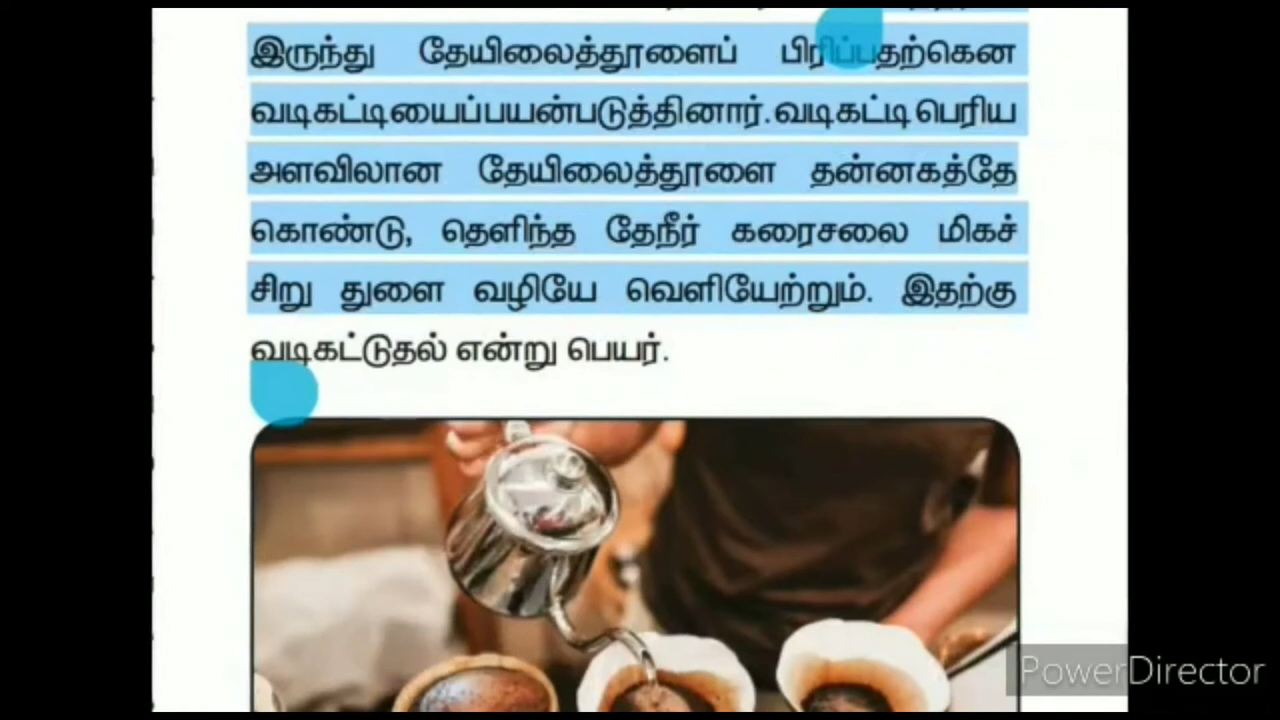 இருந்து தேயிலைத்தூளைப் பிரிப்பதற்கென
வடிகட்டியைப்பயன்படுத்தினார்.வடிகட்டி பெரிய
அளவிலான தேயிலைத்தூளை தன்னகத்தே
கொண்டு, தெளிந்த தேநீர் கரைசலை மிகச்
சிறு துளை வழியே வெளியேற்றும். இதற்கு
வடிகட்டுதல் என்று பெயர்.
PowerDirector